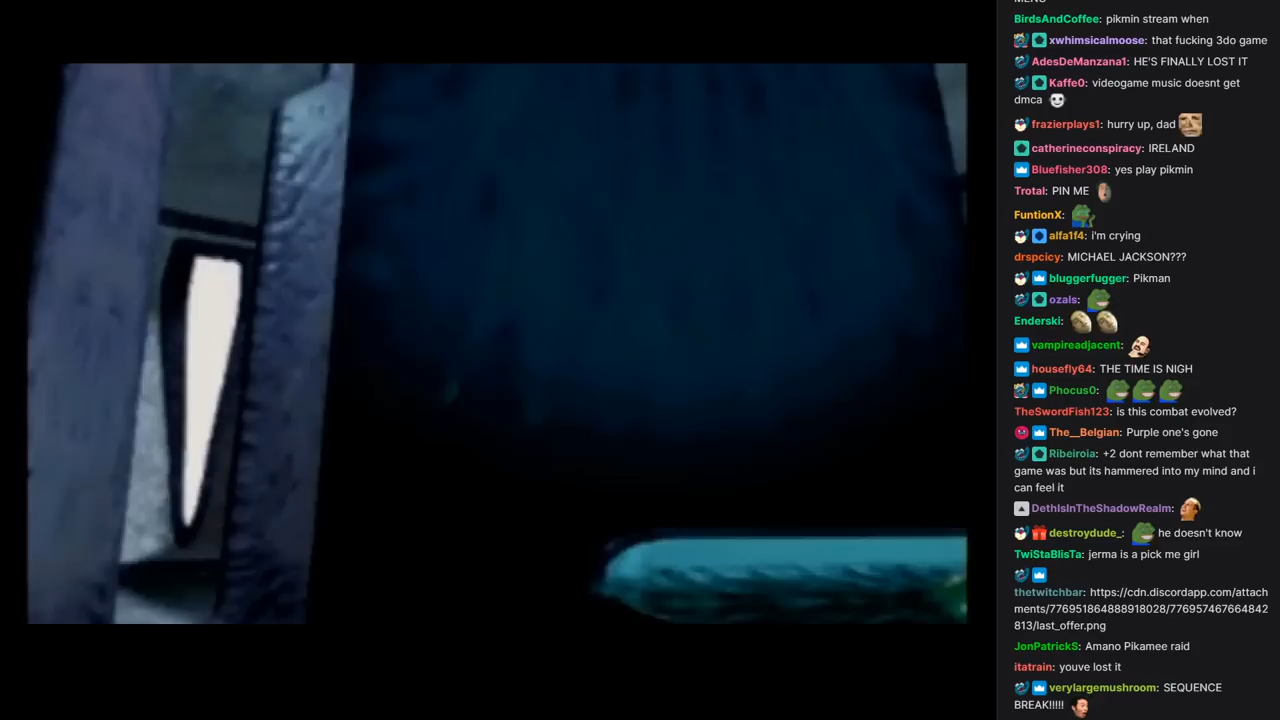 MENU
BirdsAndCoffee: pikmin stream when
xwhimsicalmoose: that fucking 3do game
AdesDeManzana1: HE'S FINALLY LOST IT
Kaffe0: videogame music doesnt get
dmca
frazierplays1: hurry up, dad
catherineconspiracy: IRELAND
Bluefisher308: yes play pikmin
Trotal: PIN ME
FuntionX:
alfa1f4: i'm crying
drspcicy: MICHAEL JACKSON???
bluggerfugger: Pikman
ozals:
Enderski:
vampireadjacent:
housefly64: THE TIME IS NIGH
Phocus0:
TheSwordFish123: is this combat evolved?
The__Belgian: Purple one's gone
Ribeiroia: +2 dont remember what that
game was but its hammered into my mind and i
can feel it
DethIsInTheShadowRealm:
destroydude_: he doesn't know
TwiStaBlisTa: jerma is a pick me girl
thetwitchbar: https://cdn.discordapp.com/attach
ments/776951864888918028/776957467664842
813/last_offer.png
JonPatrickS: Amano Pikamee raid
itatrain: youve lost it
verylargemushroom: SEQUENCE
BREAK!!!!!